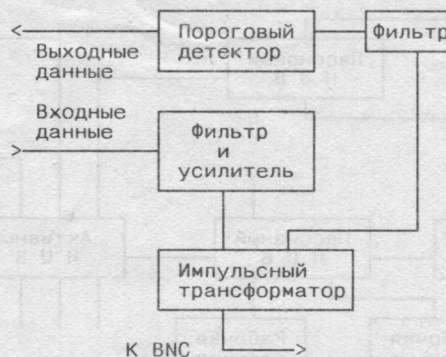 Пороговый
детектор
Фильтр
Выходные
данные
Входные
данные
Фильтр
и
усилитель
Импульсный
трансформатор
К BNC